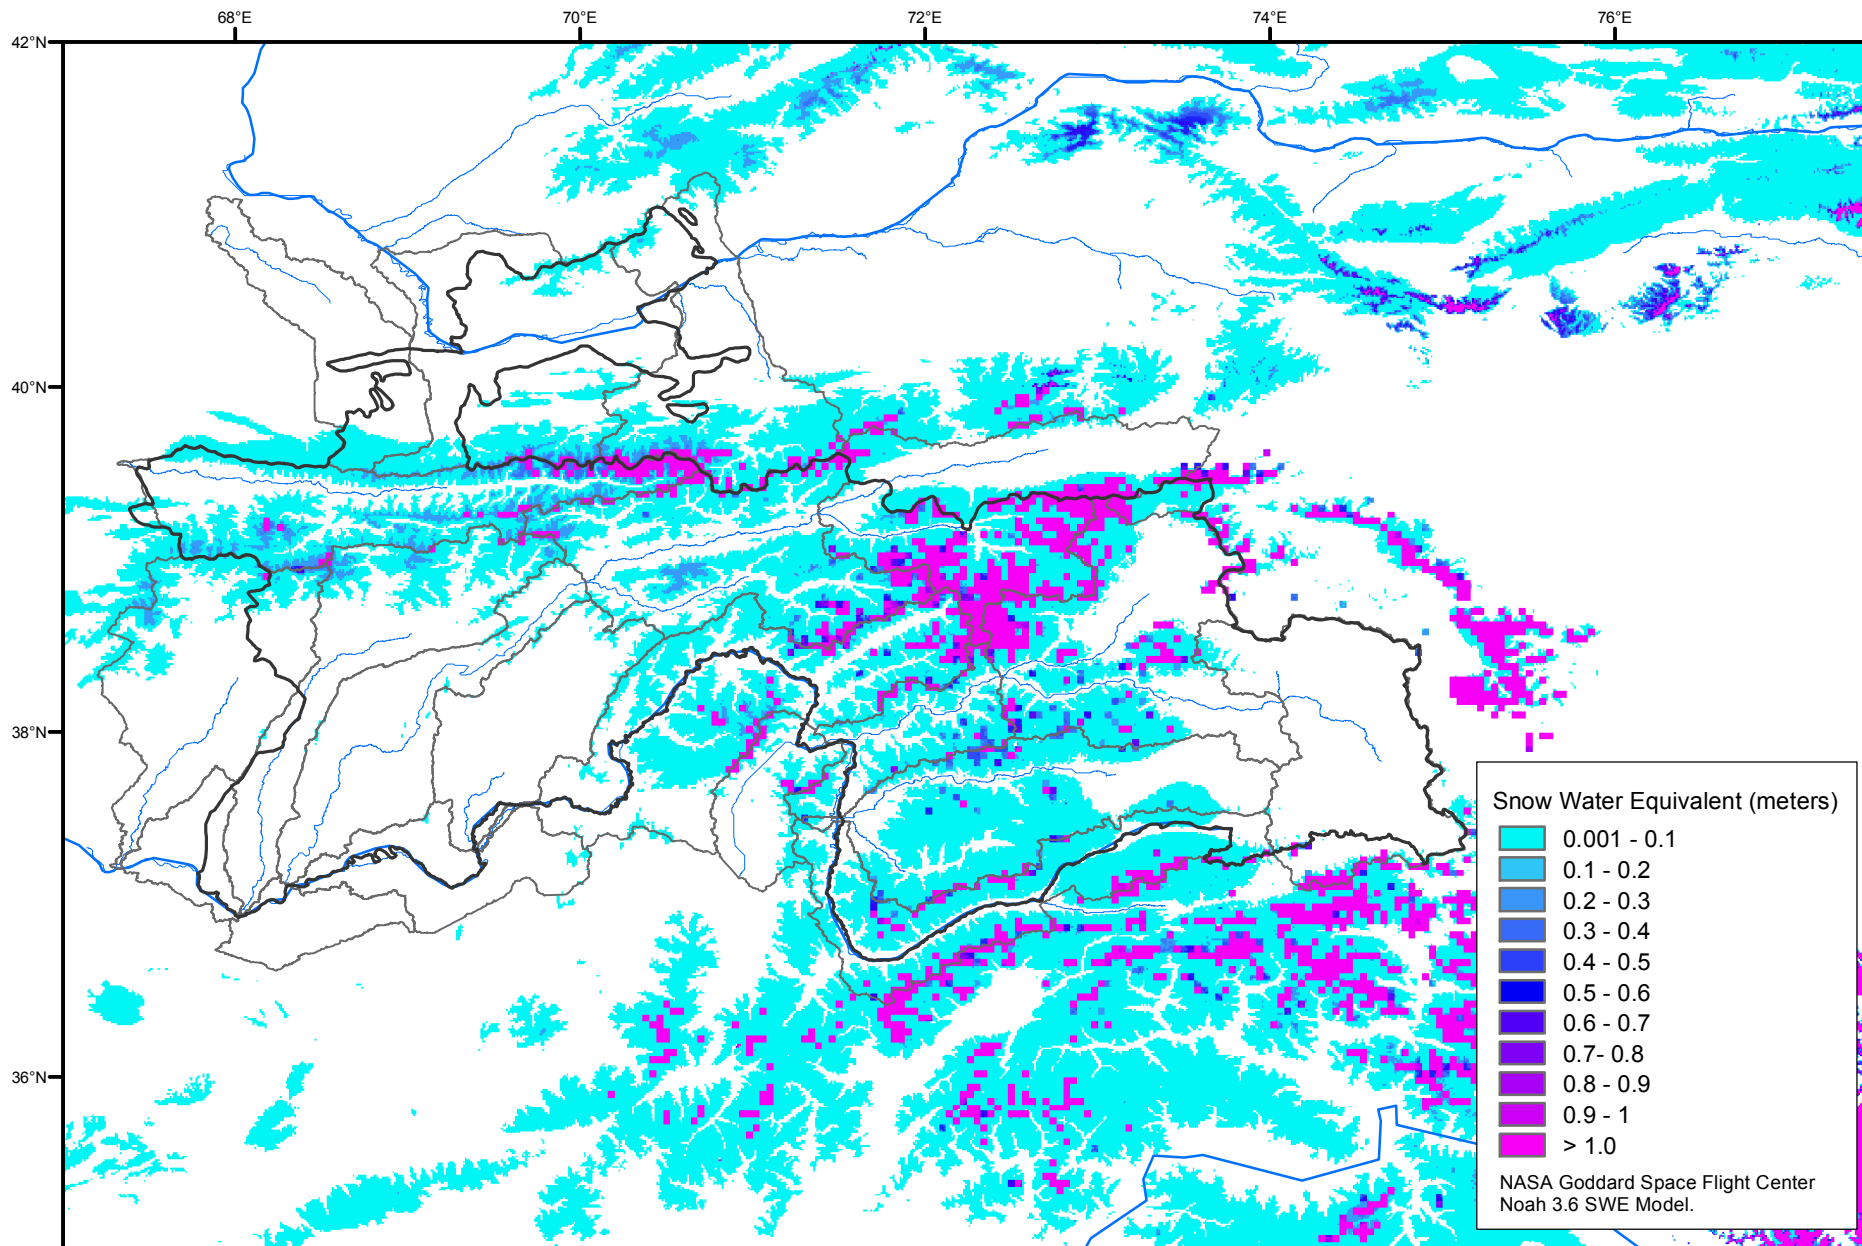 68°E
70°E
72°E
74°E
76°E
42°N
40°N
38°N
36°N
Snow Water Equivalent (meters)
0.001 - 0.1
0.1 - 0.2
0.2 - 0.3
0.3 - 0.4
0.4 - 0.5
0.5 - 0.6
0.6 - 0.7
0.7- 0.8
0.8 - 0.9
0.9 - 1
> 1.0
NASA Goddard Space Flight Center
Noah 3.6 SWE Model.